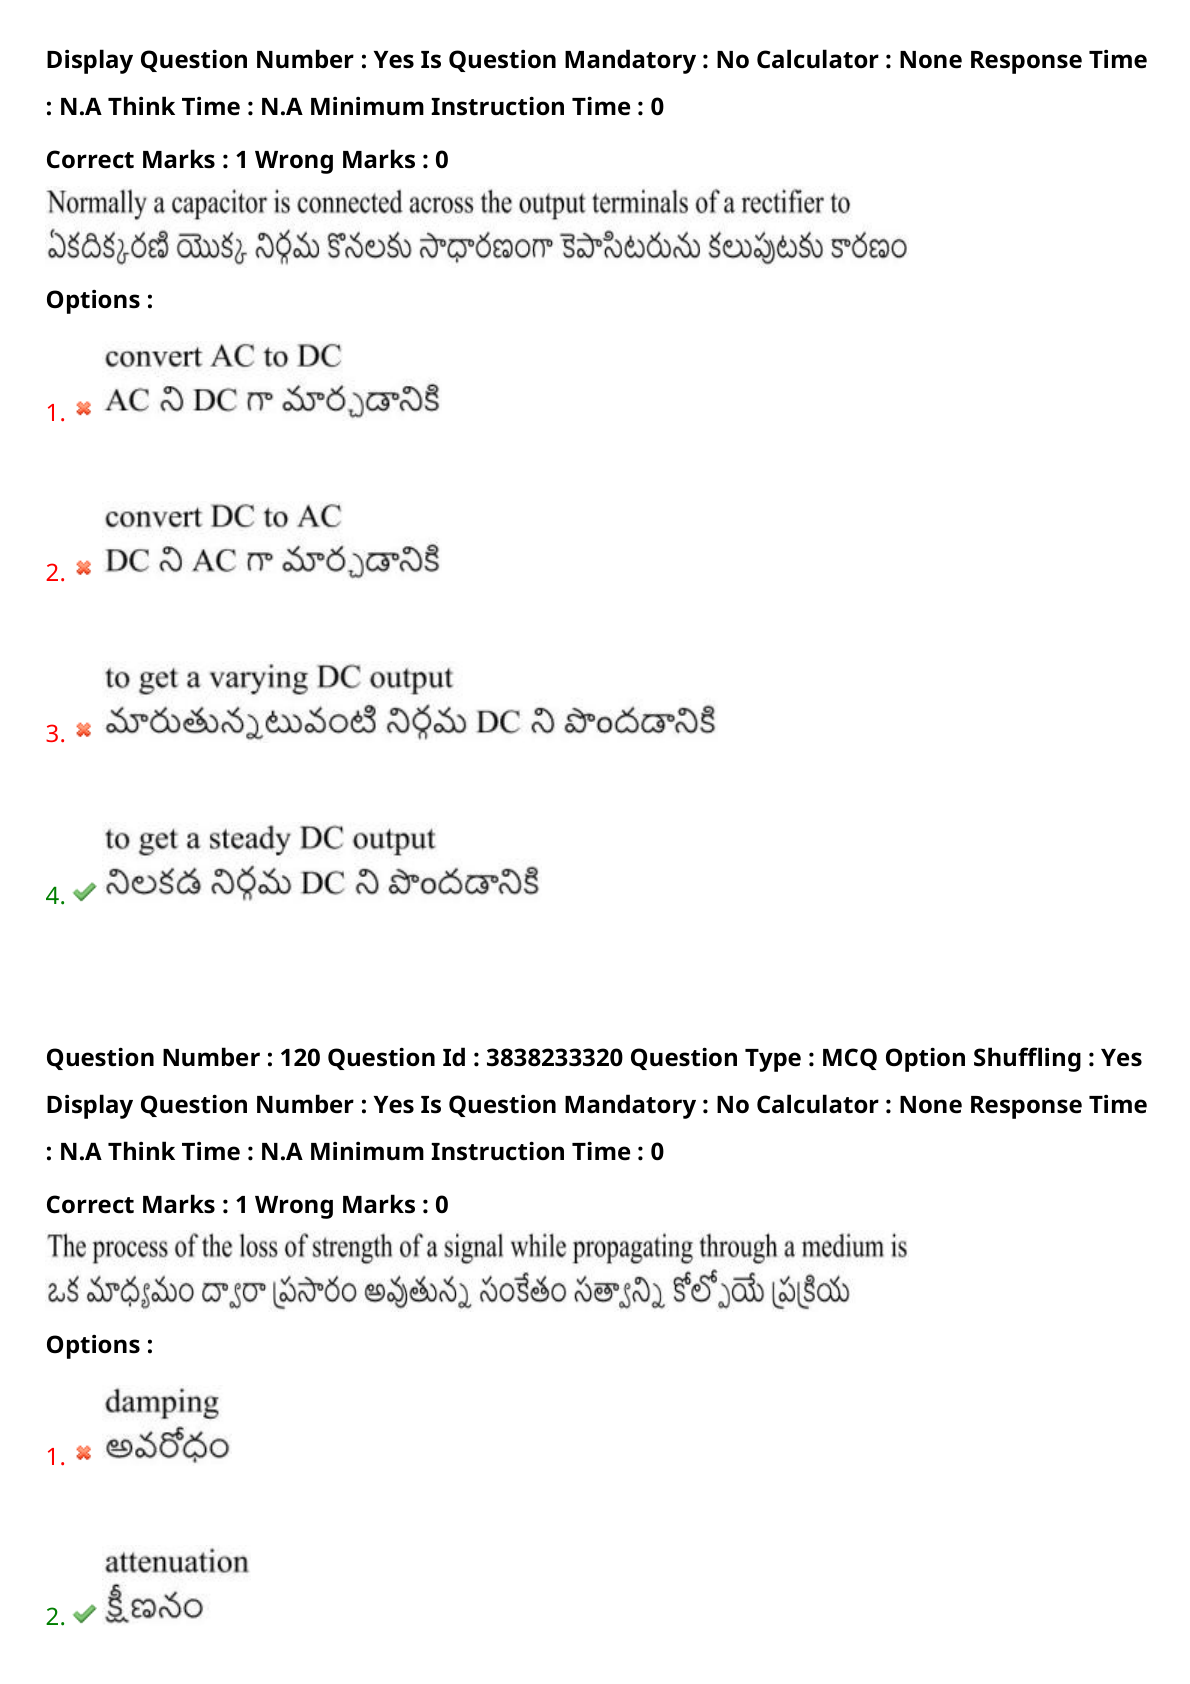 Display Question Number : Yes Is Question Mandatory : No Calculator : None Response Time
: N.A Think Time : N.A Minimum Instruction Time : 0
Correct Marks : 1 Wrong Marks : 0
Normally a capacitor is connected across the output terminals of a rectifier to
ఏకదిక్కరణి యొక్క నిర్గమ కొనలకు సాధారణంగా కెపాసిటరును కలుపుటకు కారణం
Options :
convert AC to DC
1. AC ని DC గా మార్చడానికి
convert DC to AC
2. DC ని AC గా మార్చడానికి
to get a varying DC output
3. మారుతున్నటువంటి నిర్గమ DC ని పొందడానికి
to get a steady DC output
4. నిలకడ నిర్గమ DC ని పొందడానికి
Question Number : 120 Question Id : 3838233320 Question Type : MCQ Option Shuffling : Yes
Display Question Number : Yes Is Question Mandatory : No Calculator : None Response Time
: N.A Think Time : N.A Minimum Instruction Time : 0
Correct Marks : 1 Wrong Marks : 0
The process of the loss of strength of a signal while propagating through a medium is
ఒక మాధ్యమం ద్వారా ప్రసారం అవుతున్న సంకేతం సత్వాన్ని కోల్పోయే ప్రక్రియ
Options :
damping
1. అవరోధం
attenuation
2. క్షీణనం